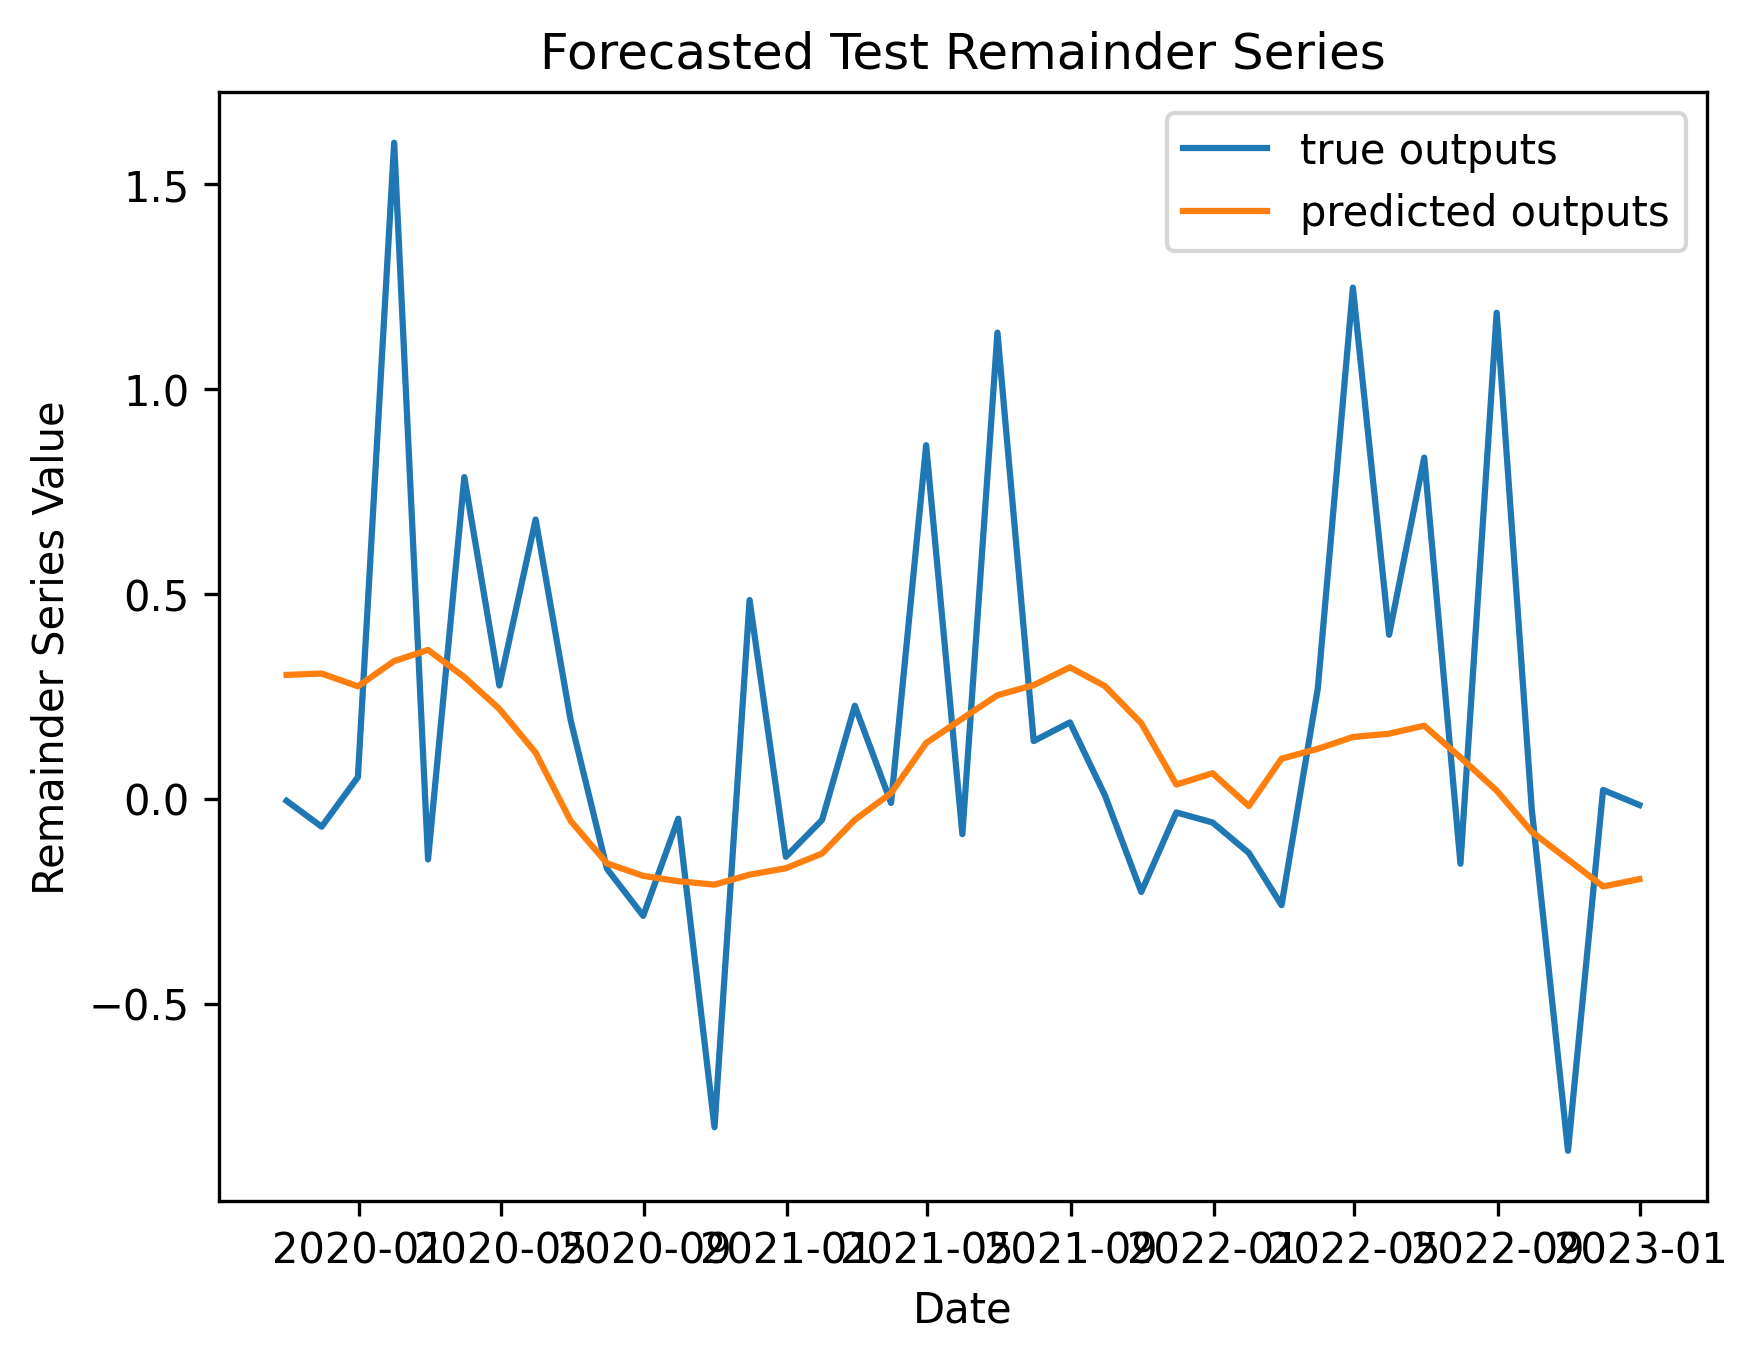 Forecasted Test Remainder Series
true outputs
predicted outputs
Remainder Series Value
1.5
1.0
0.5
0.0
−0.5
2020-01 2020-05 2020-09 2021-01 2021-05 2021-09 2022-01 2022-05 2022-09 2023-01
Date